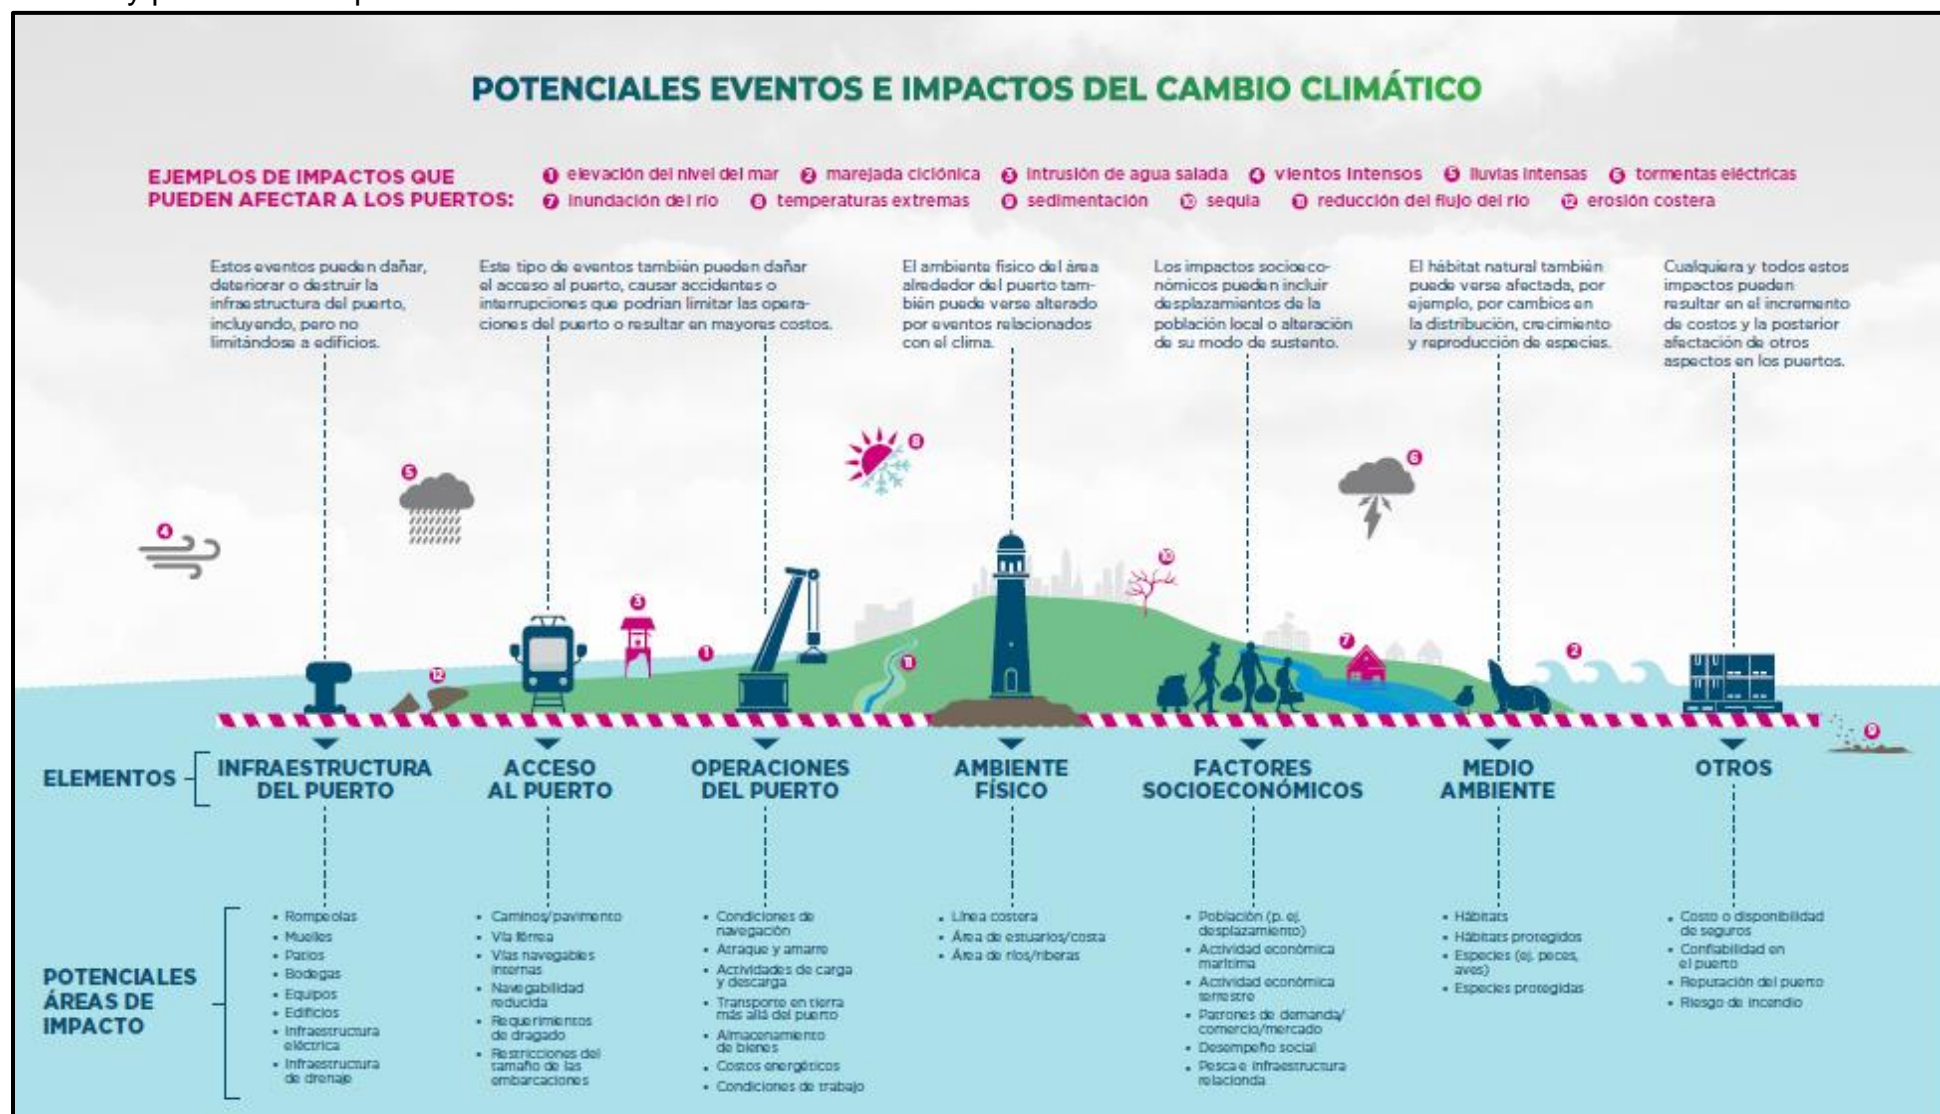 POTENCIALES EVENTOS E IMPACTOS DEL CAMBIO CLIMÁTICO
EJEMPLOS DE IMPACTOS QUE
PUEDEN AFECTAR A LOS PUERTOS:
1 elevación del nivel del mar 2 marejada ciclónica 3 intrusión de agua salada 4 vientos intensos 5 lluvias intensas 6 tormentas eléctricas
7 inundación del río 8 temperaturas extremas 9 sedimentación 10 sequía 11 reducción del flujo del río 12 erosión costera
Estos eventos pueden dañar,
deteriorar o destruir la
infraestructura del puerto,
incluyendo, pero no
limitándose a edificios.
Este tipo de eventos también pueden dañar
el acceso al puerto, causar accidentes o
interrupciones que podrían limitar las opera-
ciones del puerto o resultar en mayores costos.
El ambiente físico del área
alrededor del puerto tam-
bién puede verse alterado
por eventos relacionados
con el clima.
Los impactos socioeco-
nómicos pueden incluir
desplazamientos de la
población local o alteración
de su modo de sustento.
El hábitat natural también
puede verse afectada, por
ejemplo, por cambios en
la distribución, crecimiento
y reproducción de especies.
Cualquiera y todos estos
impactos pueden
resultar en el incremento
de costos y la posterior
afectación de otros
aspectos en los puertos.
8
5
6
4
10
3
7
1
2
11
12
9
ELEMENTOS
INFRAESTRUCTURA
DEL PUERTO
ACCESO
AL PUERTO
OPERACIONES
DEL PUERTO
AMBIENTE
FÍSICO
FACTORES
SOCIOECONÓMICOS
MEDIO
AMBIENTE
OTROS
POTENCIALES
ÁREAS DE
IMPACTO
• Rompeolas
• Muelles
• Patios
• Bodegas
• Equipos
• Edificios
• Infraestructura
eléctrica
• Infraestructura
de drenaje
• Caminos/pavimento
• Vía férrea
• Vías navegables
internas
• Navegabilidad
reducida
• Requerimientos
de dragado
• Restricciones del
tamaño de las
embarcaciones
• Condiciones de
navegación
• Atraque y amarre
• Actividades de carga
y descarga
• Transporte en tierra
más allá del puerto
• Almacenamiento
de bienes
• Costos energéticos
• Condiciones de trabajo
• Línea costera
• Área de estuarios/costa
• Área de ríos/riberas
• Población (p. ej.
desplazamiento)
• Actividad económica
marítima
• Actividad económica
terrestre
• Patrones de demanda/
comercio/mercado
• Desempeño social
• Pesca e infraestructura
relacionda
• Hábitats
• Hábitats protegidos
• Especies (ej. peces,
aves)
• Especies protegidas
• Costo o disponibilidad
de seguros
• Confiabilidad en
el puerto
• Reputación del puerto
• Riesgo de incendio